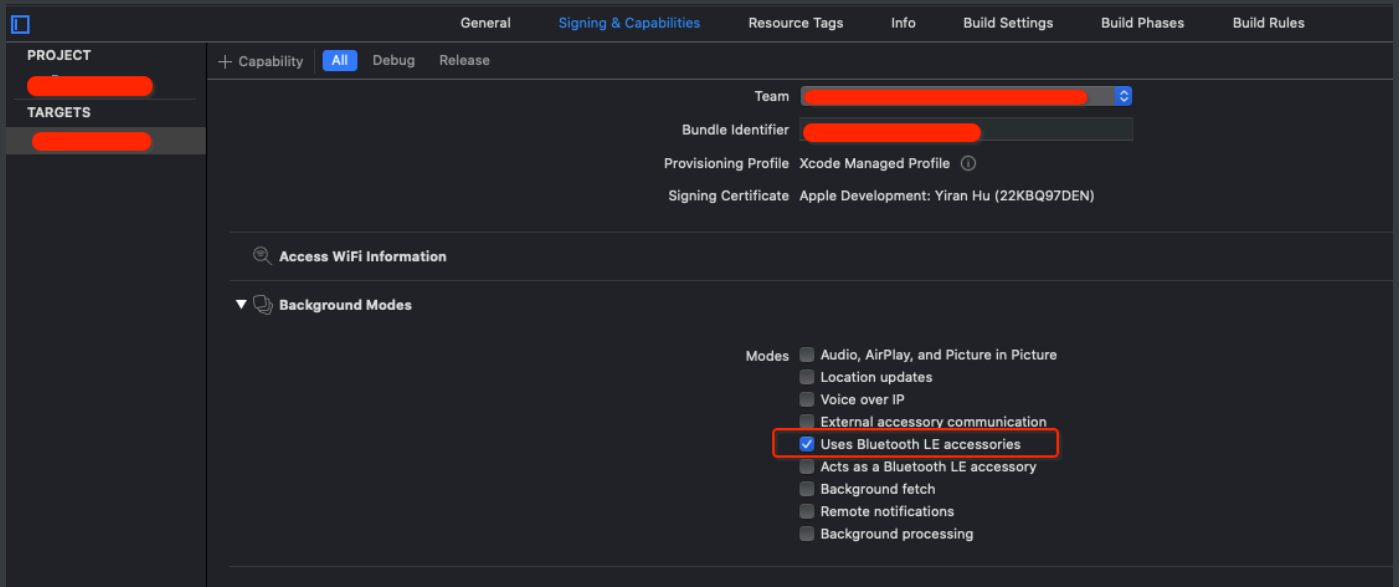 General Signing & Capabilities Resource Tags Info Build Settings Build Phases Build Rules
PROJECT
+ Capability All Debug Release
TARGETS
Team
Bundle Identifier
Provisioning Profile Xcode Managed Profile
Signing Certificate Apple Development: Yiran Hu (22KBQ97DEN)
Access WiFi Information
Background Modes
Modes Audio, AirPlay, and Picture in Picture
Location updates
Voice over IP
External accessory communication
Uses Bluetooth LE accessories
Acts as a Bluetooth LE accessory
Background fetch
Remote notifications
Background processing